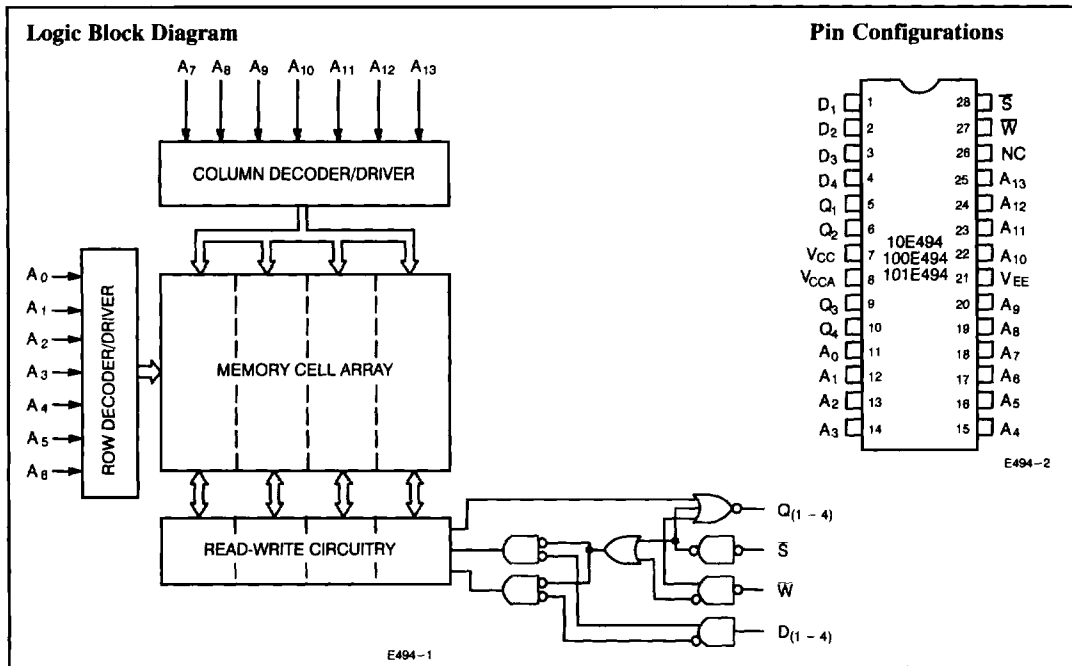 Logic Block Diagram
A7 A8 A9 A10 A11 A12 A13
COLUMN DECODER/DRIVER
A0
A1
A2
A3
A4
A5
A6
ROW DECODER/DRIVER
MEMORY CELL ARRAY
READ-WRITE CIRCUITRY
Q(1 – 4)
S̅
W̅
D(1 – 4)
E494–1
Pin Configurations
D1 1 28 S̅
D2 2 27 W̅
D3 3 26 NC
D4 4 25 A13
Q1 5 24 A12
Q2 6 23 A11
10E494
VCC 7 100E494 22 A10
VCCA 8 101E494 21 VEE
Q3 9 20 A9
Q4 10 19 A8
A0 11 18 A7
A1 12 17 A6
A2 13 16 A5
A3 14 15 A4
E494–2